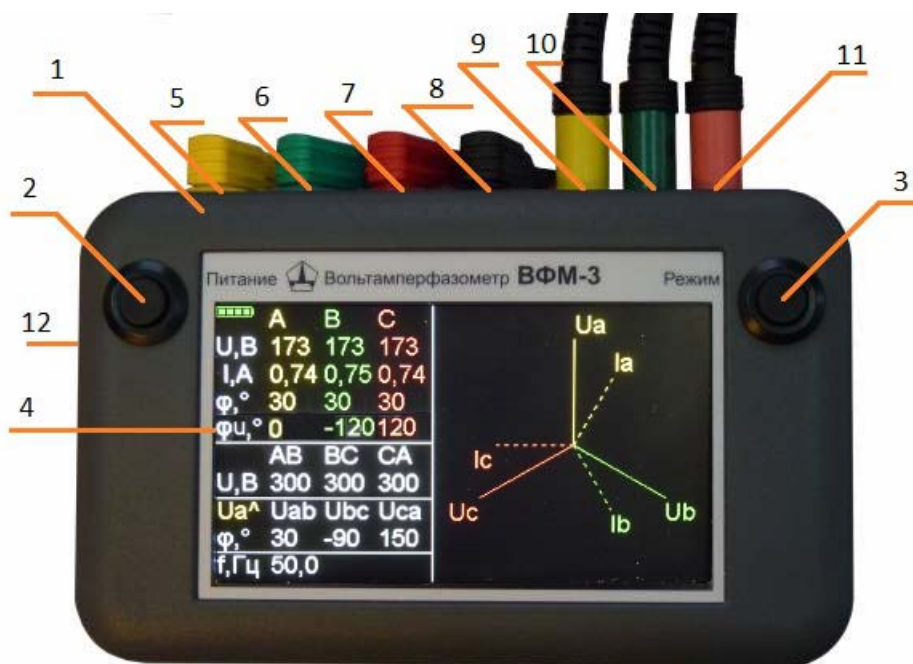 9
10
11
1
5
6
7
8
2
3
Питание Вольтамперфазометр ВФМ-3 Режим
12
4
A B C
U,В 173 173 173
I,A 0,74 0,75 0,74
φ,° 30 30 30
φu,° 0 -120 120
AB BC CA
U,В 300 300 300
Ua^ Uab Ubc Uca
φ,° 30 -90 150
f,Гц 50,0
Ua
Ia
Ic
Uc
Ib
Ub